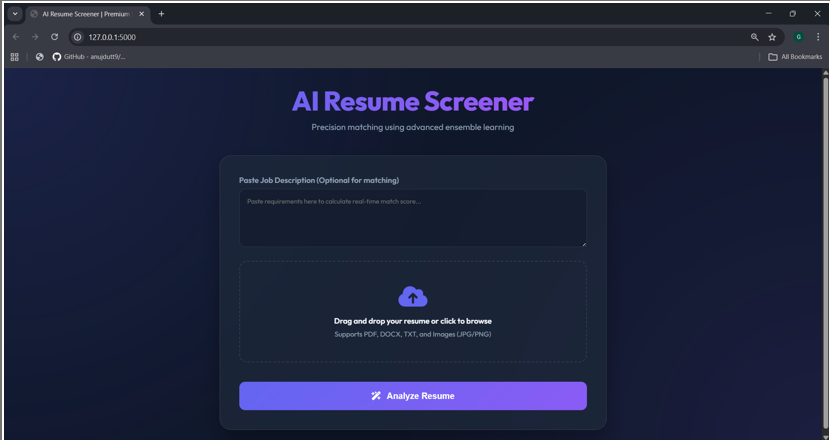 AI Resume Screener | Premium
127.0.0.1:5000
G
GitHub - anujdutt9/...
All Bookmarks
AI Resume Screener
Precision matching using advanced ensemble learning
Paste Job Description (Optional for matching)
Paste requirements here to calculate real-time match score...
Drag and drop your resume or click to browse
Supports PDF, DOCX, TXT, and Images (JPG/PNG)
Analyze Resume